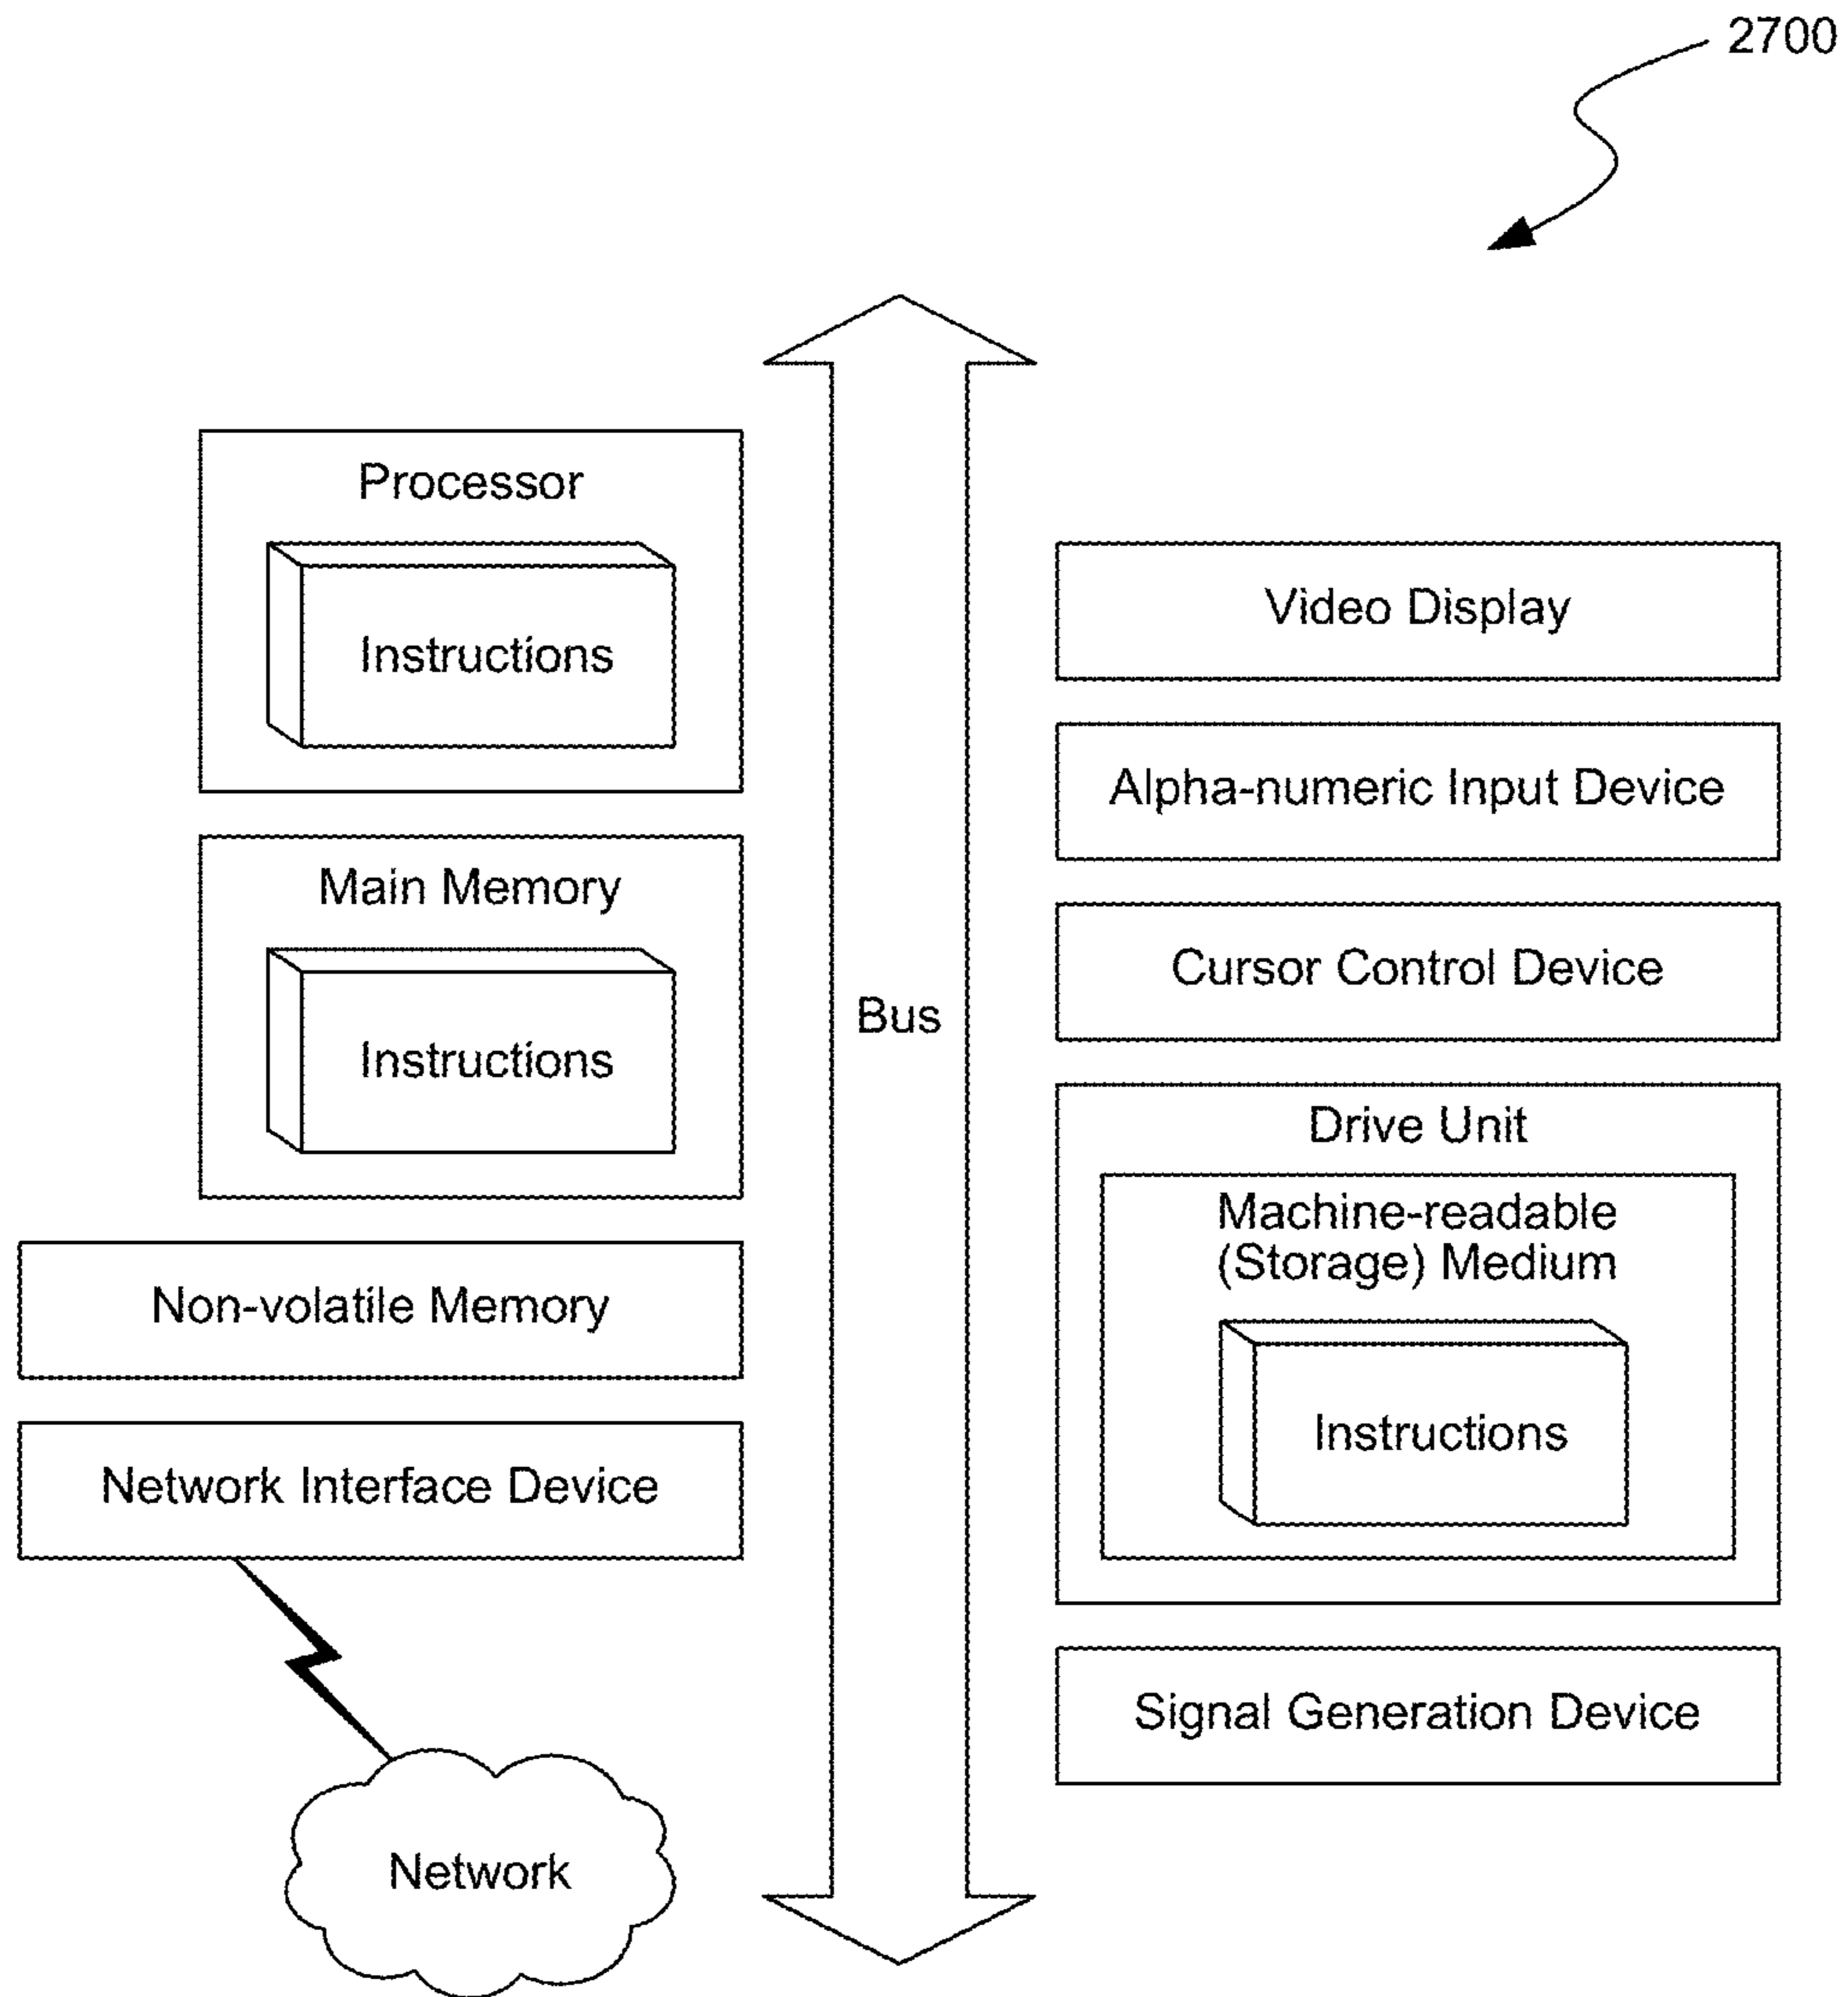 2700
Processor
Instructions
Main Memory
Instructions
Non-volatile Memory
Network Interface Device
Network
Bus
Video Display
Alpha-numeric Input Device
Cursor Control Device
Drive Unit
Machine-readable
(Storage) Medium
Instructions
Signal Generation Device